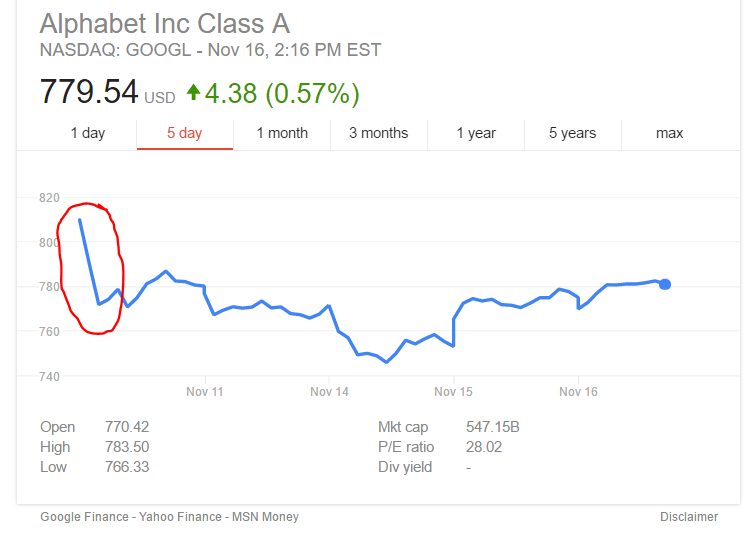 Alphabet Inc Class A
NASDAQ: GOOGL - Nov 16, 2:16 PM EST
779.54 USD 4.38 (0.57%)
1 day 5 day 1 month 3 months 1 year 5 years max
820
800
780
760
740
Nov 11 Nov 14 Nov 15 Nov 16
Open 770.42 Mkt cap 547.15B
High 783.50 P/E ratio 28.02
Low 766.33 Div yield -
Google Finance - Yahoo Finance - MSN Money Disclaimer